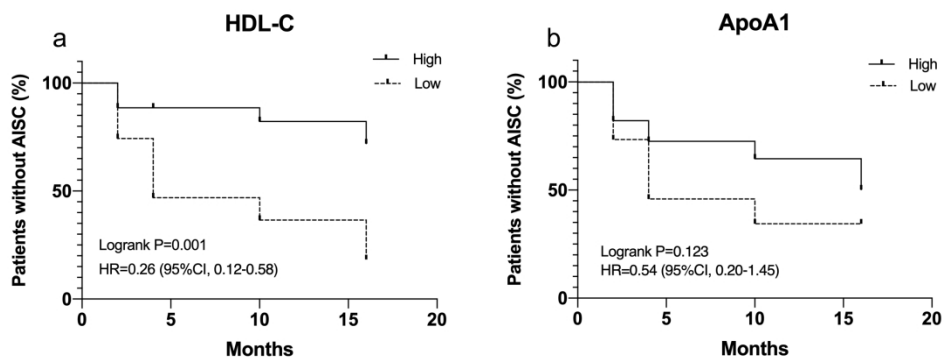 a
HDL-C
High
Low
Patients without AISC (%)
100
50
0
Logrank P=0.001
HR=0.26 (95%CI, 0.12-0.58)
0 5 10 15 20
Months
b
ApoA1
High
Low
Patients without AISC (%)
100
50
0
Logrank P=0.123
HR=0.54 (95%CI, 0.20-1.45)
0 5 10 15 20
Months